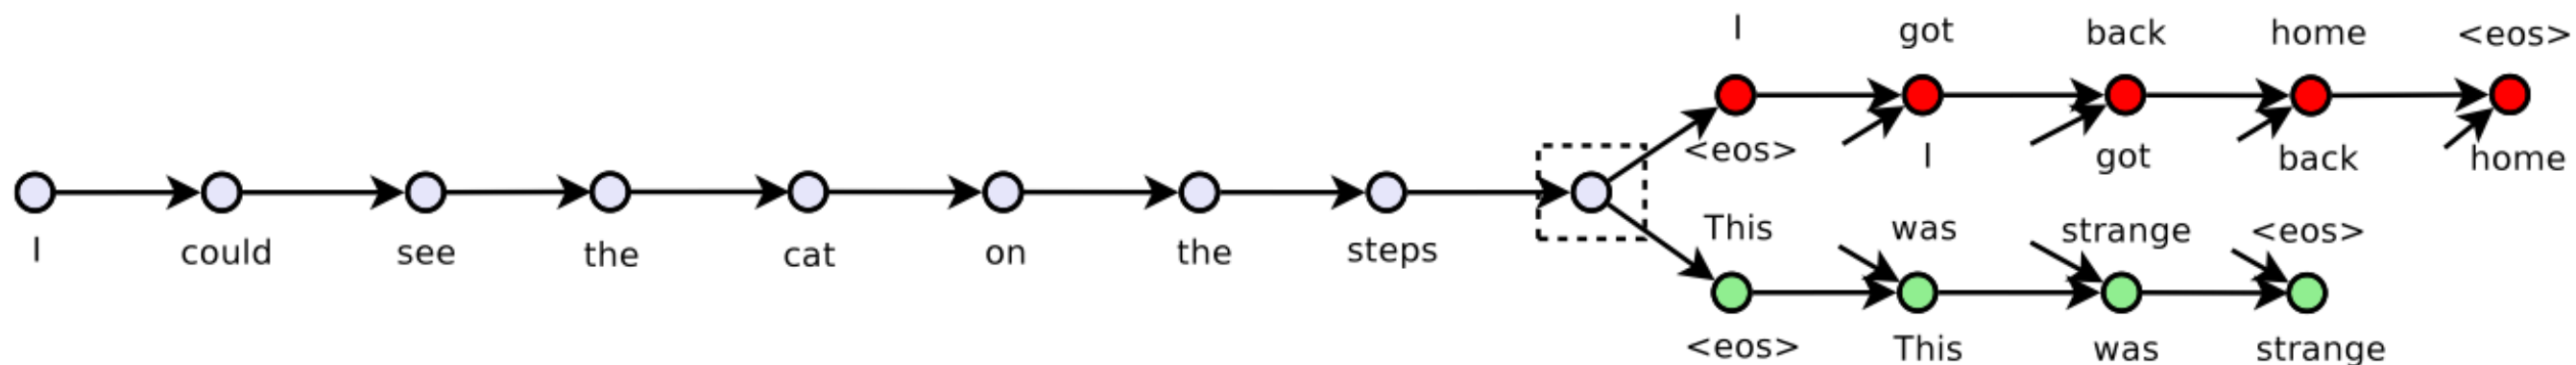 I got back home <eos>
<eos> I got back home
I could see the cat on the steps
This was strange <eos>
<eos> This was strange